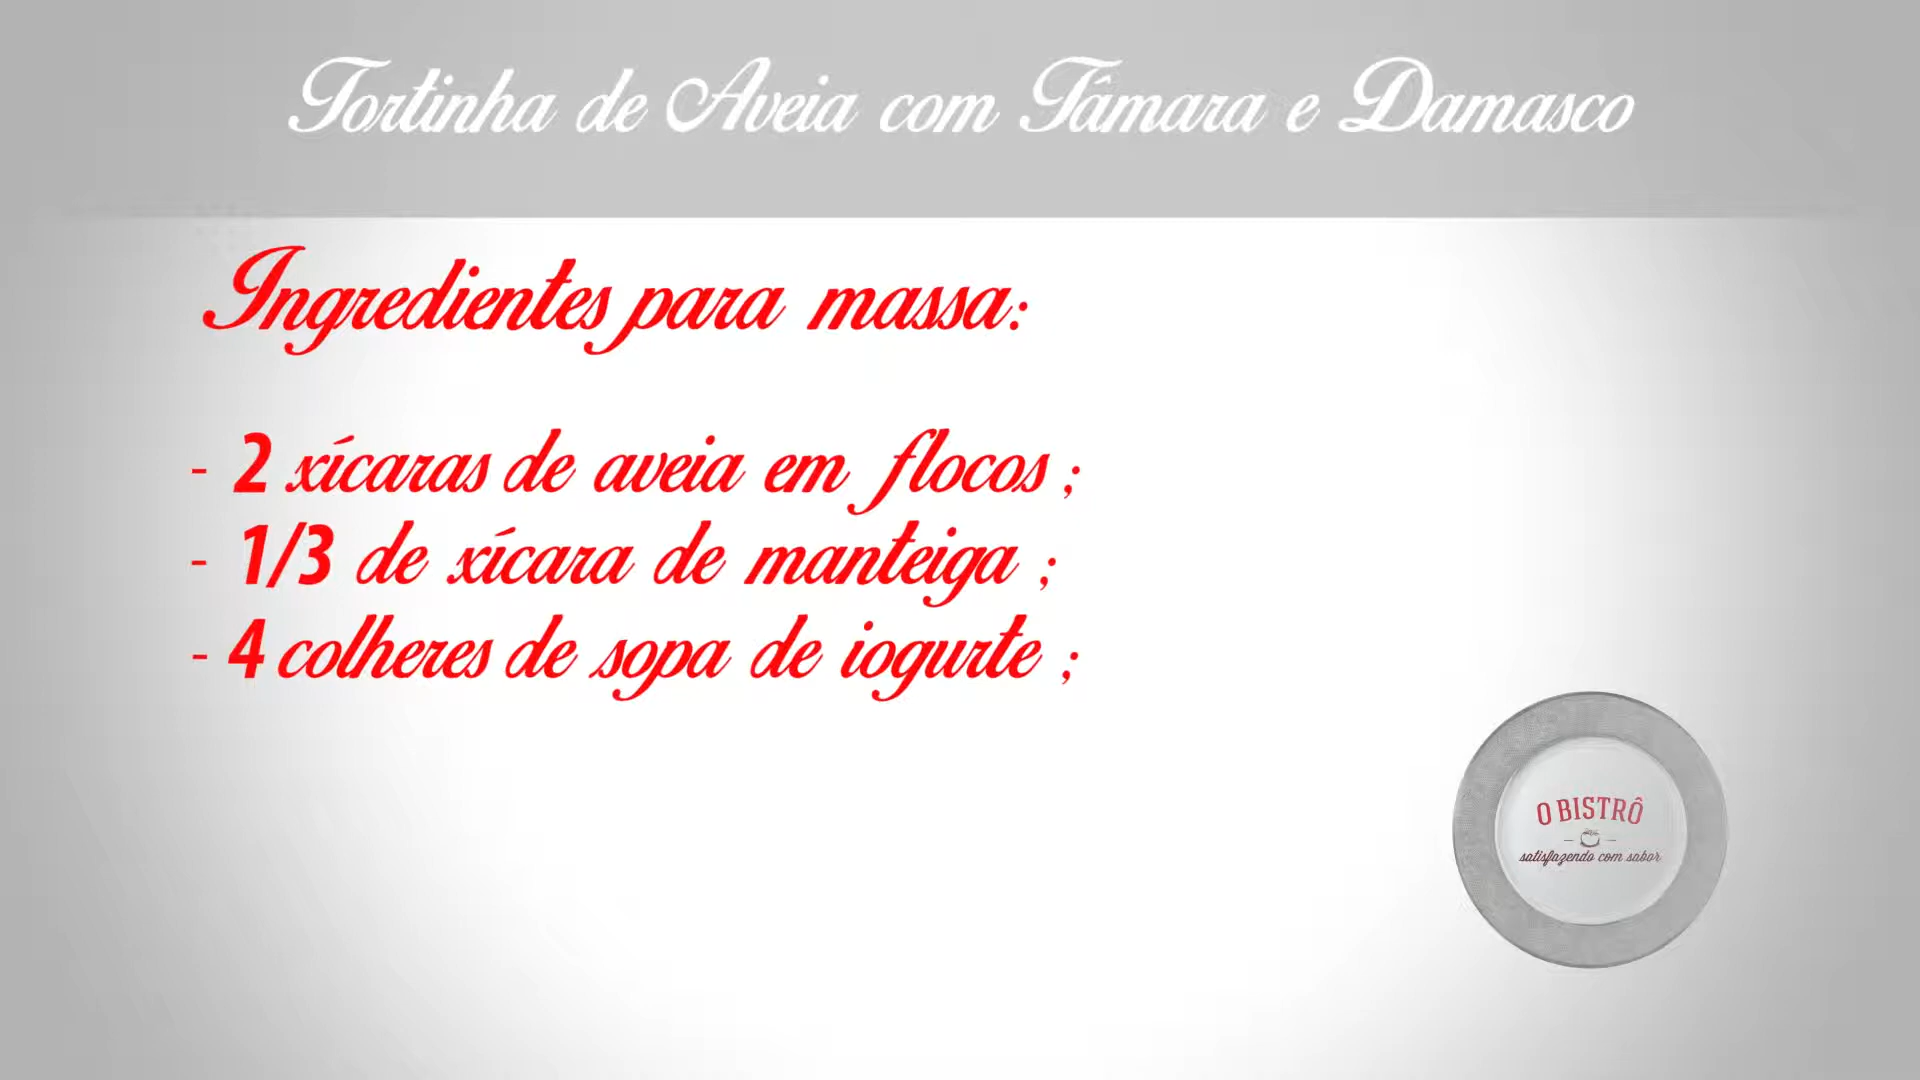 Tortinha de Aveia com Tâmara e Damasco
Ingredientes para massa:
- 2 xícaras de aveia em flocos ;
- 1/3 de xícara de manteiga ;
- 4 colheres de sopa de iogurte ;
O BISTRÔ
satisfazendo com sabor